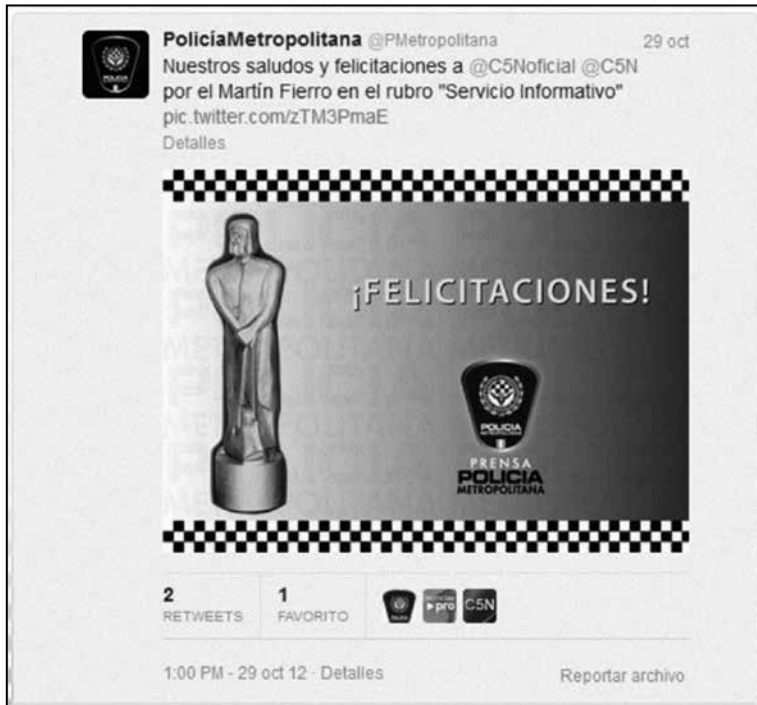 PolicíaMetropolitana @PMetropolitana 29 oct
Nuestros saludos y felicitaciones a @C5Noficial @C5N
por el Martín Fierro en el rubro "Servicio Informativo"
pic.twitter.com/zTM3PmaE
Detalles
¡FELICITACIONES!
POLICIA
METROPOLITANA
PRENSA
POLICIA
METROPOLITANA
2 RETWEETS
1 FAVORITO
pro
C5N
1:00 PM - 29 oct 12 · Detalles
Reportar archivo